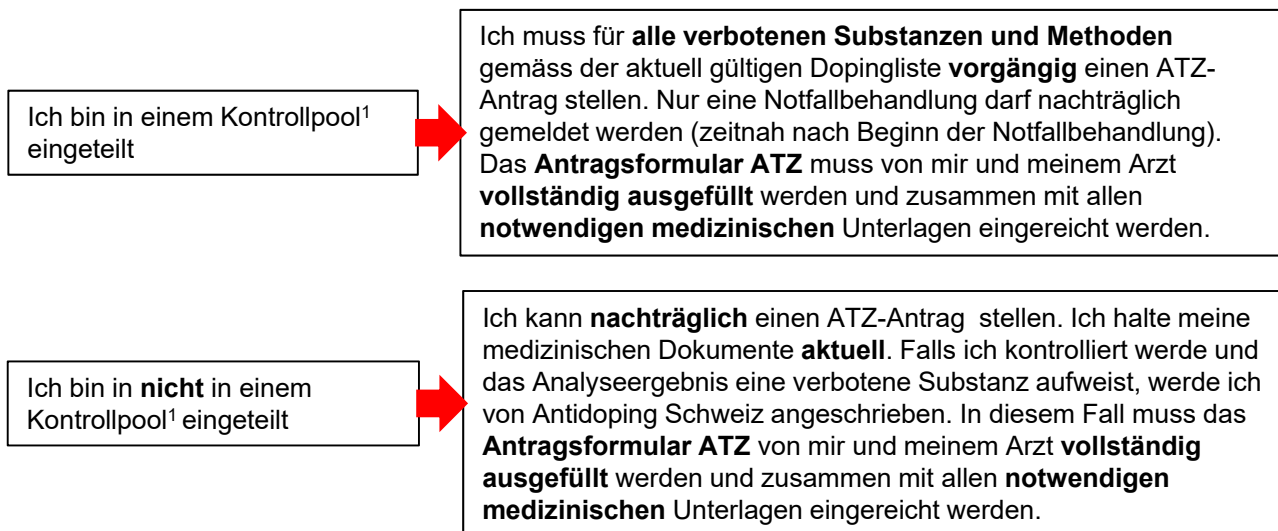 Ich bin in einem Kontrollpool¹
eingeteilt
Ich muss für alle verbotenen Substanzen und Methoden
gemäss der aktuell gültigen Dopingliste vorgängig einen ATZ-
Antrag stellen. Nur eine Notfallbehandlung darf nachträglich
gemeldet werden (zeitnah nach Beginn der Notfallbehandlung).
Das Antragsformular ATZ muss von mir und meinem Arzt
vollständig ausgefüllt werden und zusammen mit allen
notwendigen medizinischen Unterlagen eingereicht werden.
Ich bin in nicht in einem
Kontrollpool¹ eingeteilt
Ich kann nachträglich einen ATZ-Antrag stellen. Ich halte meine
medizinischen Dokumente aktuell. Falls ich kontrolliert werde und
das Analyseergebnis eine verbotene Substanz aufweist, werde ich
von Antidoping Schweiz angeschrieben. In diesem Fall muss das
Antragsformular ATZ von mir und meinem Arzt vollständig
ausgefüllt werden und zusammen mit allen notwendigen
medizinischen Unterlagen eingereicht werden.